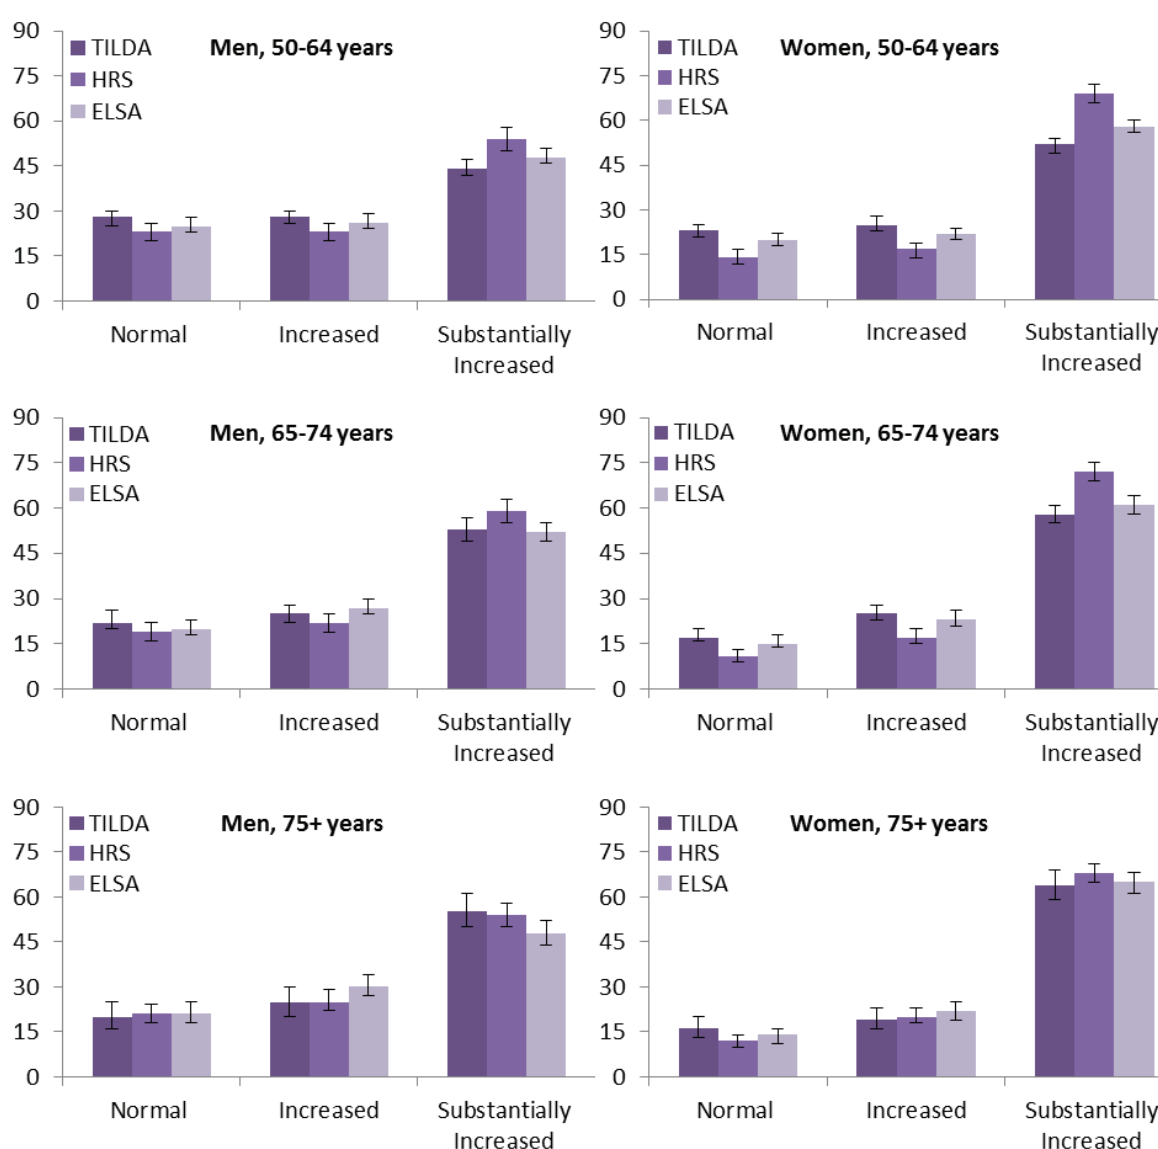 Men, 50-64 years
TILDA
HRS
ELSA
90
75
60
45
30
15
0
Normal
Increased
Substantially
Increased
Women, 50-64 years
TILDA
HRS
ELSA
90
75
60
45
30
15
0
Normal
Increased
Substantially
Increased
Men, 65-74 years
TILDA
HRS
ELSA
90
75
60
45
30
15
0
Normal
Increased
Substantially
Increased
Women, 65-74 years
TILDA
HRS
ELSA
90
75
60
45
30
15
0
Normal
Increased
Substantially
Increased
Men, 75+ years
TILDA
HRS
ELSA
90
75
60
45
30
15
0
Normal
Increased
Substantially
Increased
Women, 75+ years
TILDA
HRS
ELSA
90
75
60
45
30
15
0
Normal
Increased
Substantially
Increased